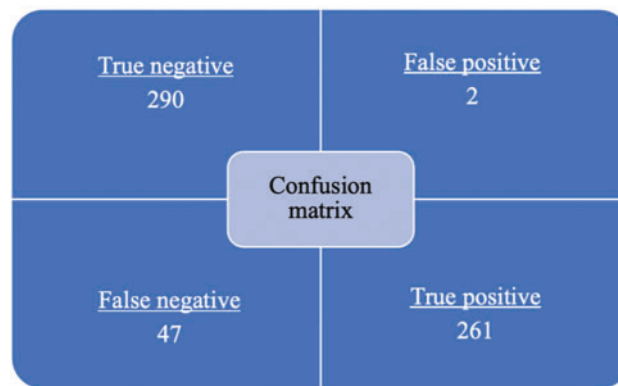 True negative
290
False positive
2
Confusion
matrix
False negative
47
True positive
261